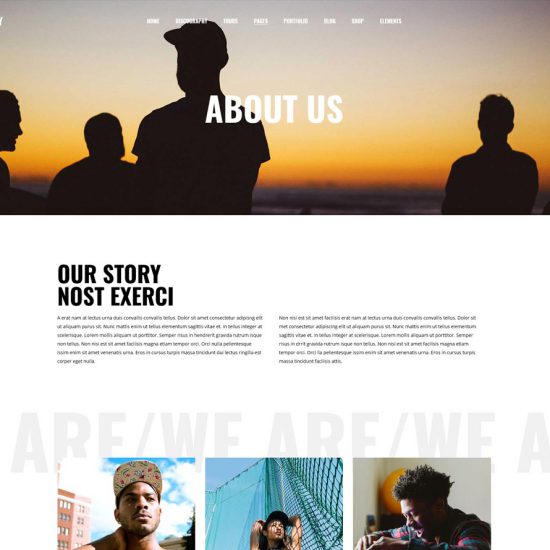 HOME DISCOGRAPHY TOURS PAGES PORTFOLIO BLOG SHOP ELEMENTS
ABOUT US
OUR STORY
NOST EXERCI
A erat nam at lectus urna duis convallis convallis tellus. Dolor sit amet consectetur adipicing elit
ut aliquam purus sit. Nunc mattis enim ut tellus elementum sagittis vitae et. In tellus integer at
scelerisque. Lorem mollis aliquam ut porttitor. Semper risus in hendrerit gravida rutrum quisque
non tellus. Non nisi est sit amet facilisis magna etiam tempor orci. Orci nulla pellentesque
issim enim sit amet venenatis urna. Eros in cursus turpis massa tincidunt dui lectus ringilla est
corper eget nulla.
Non nisi est sit amet facilisis erat nam at lectus urna duis convallis convallis tellus. Dolor sit
amet consectetur adipiscing elit ut aliquam purus sit. Nunc mattis enim ut tellus elementum
sagittis vitae et. In tellus integer at scelerisque. Lorem mollis aliquam ut porttitor. Semper
risus in drerit gravida rutrum quisque non. Non nisi est sit amet facilisis magna etiam tempor
orci. Orci lla pellentesque issim enim sit amet venenatis urna. Eros in cursus turpis massa
tincidunt facilisis attis.
ARE/WE ARE/WE A